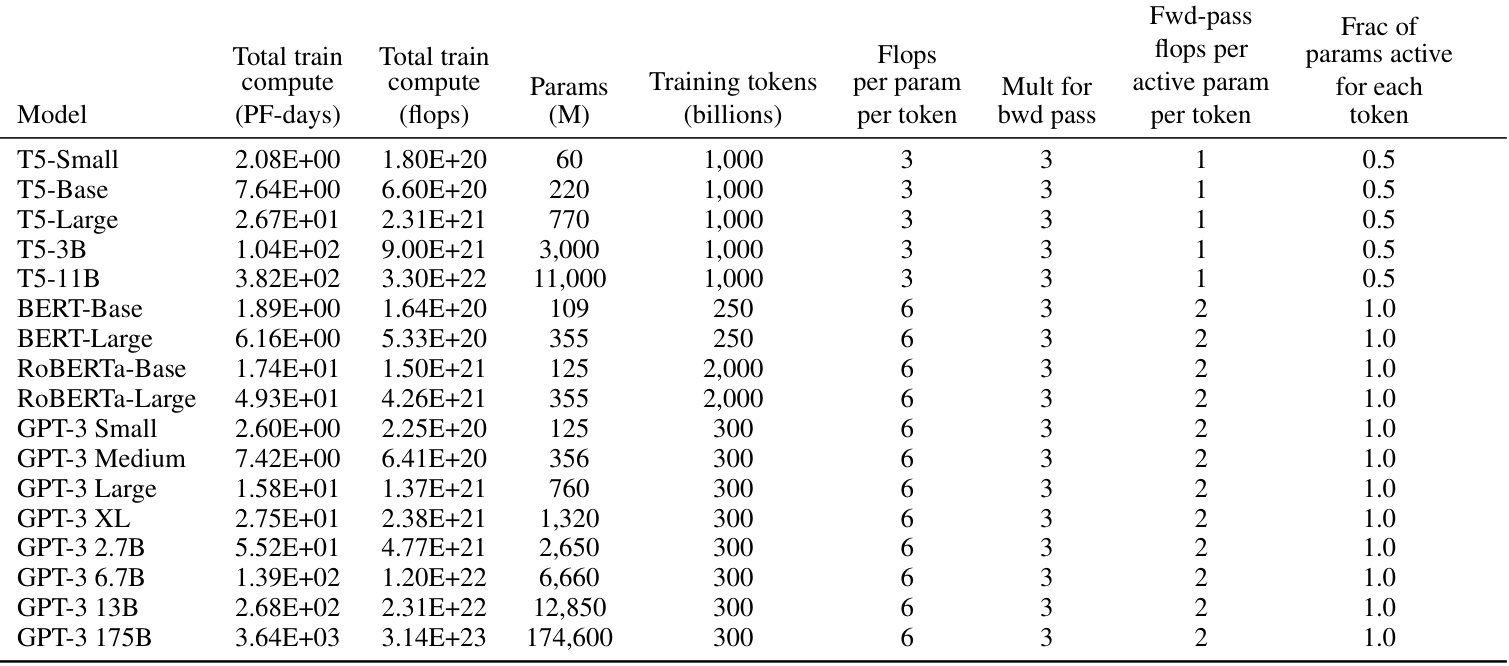 Model Total train compute (PF-days) Total train compute (flops) Params (M) Training tokens (billions) Flops per param per token Mult for bwd pass Fwd-pass flops per active param per token Frac of params active for each token
T5-Small 2.08E+00 1.80E+20 60 1,000 3 3 1 0.5
T5-Base 7.64E+00 6.60E+20 220 1,000 3 3 1 0.5
T5-Large 2.67E+01 2.31E+21 770 1,000 3 3 1 0.5
T5-3B 1.04E+02 9.00E+21 3,000 1,000 3 3 1 0.5
T5-11B 3.82E+02 3.30E+22 11,000 1,000 3 3 1 0.5
BERT-Base 1.89E+00 1.64E+20 109 250 6 3 2 1.0
BERT-Large 6.16E+00 5.33E+20 355 250 6 3 2 1.0
RoBERTa-Base 1.74E+01 1.50E+21 125 2,000 6 3 2 1.0
RoBERTa-Large 4.93E+01 4.26E+21 355 2,000 6 3 2 1.0
GPT-3 Small 2.60E+00 2.25E+20 125 300 6 3 2 1.0
GPT-3 Medium 7.42E+00 6.41E+20 356 300 6 3 2 1.0
GPT-3 Large 1.58E+01 1.37E+21 760 300 6 3 2 1.0
GPT-3 XL 2.75E+01 2.38E+21 1,320 300 6 3 2 1.0
GPT-3 2.7B 5.52E+01 4.77E+21 2,650 300 6 3 2 1.0
GPT-3 6.7B 1.39E+02 1.20E+22 6,660 300 6 3 2 1.0
GPT-3 13B 2.68E+02 2.31E+22 12,850 300 6 3 2 1.0
GPT-3 175B 3.64E+03 3.14E+23 174,600 300 6 3 2 1.0